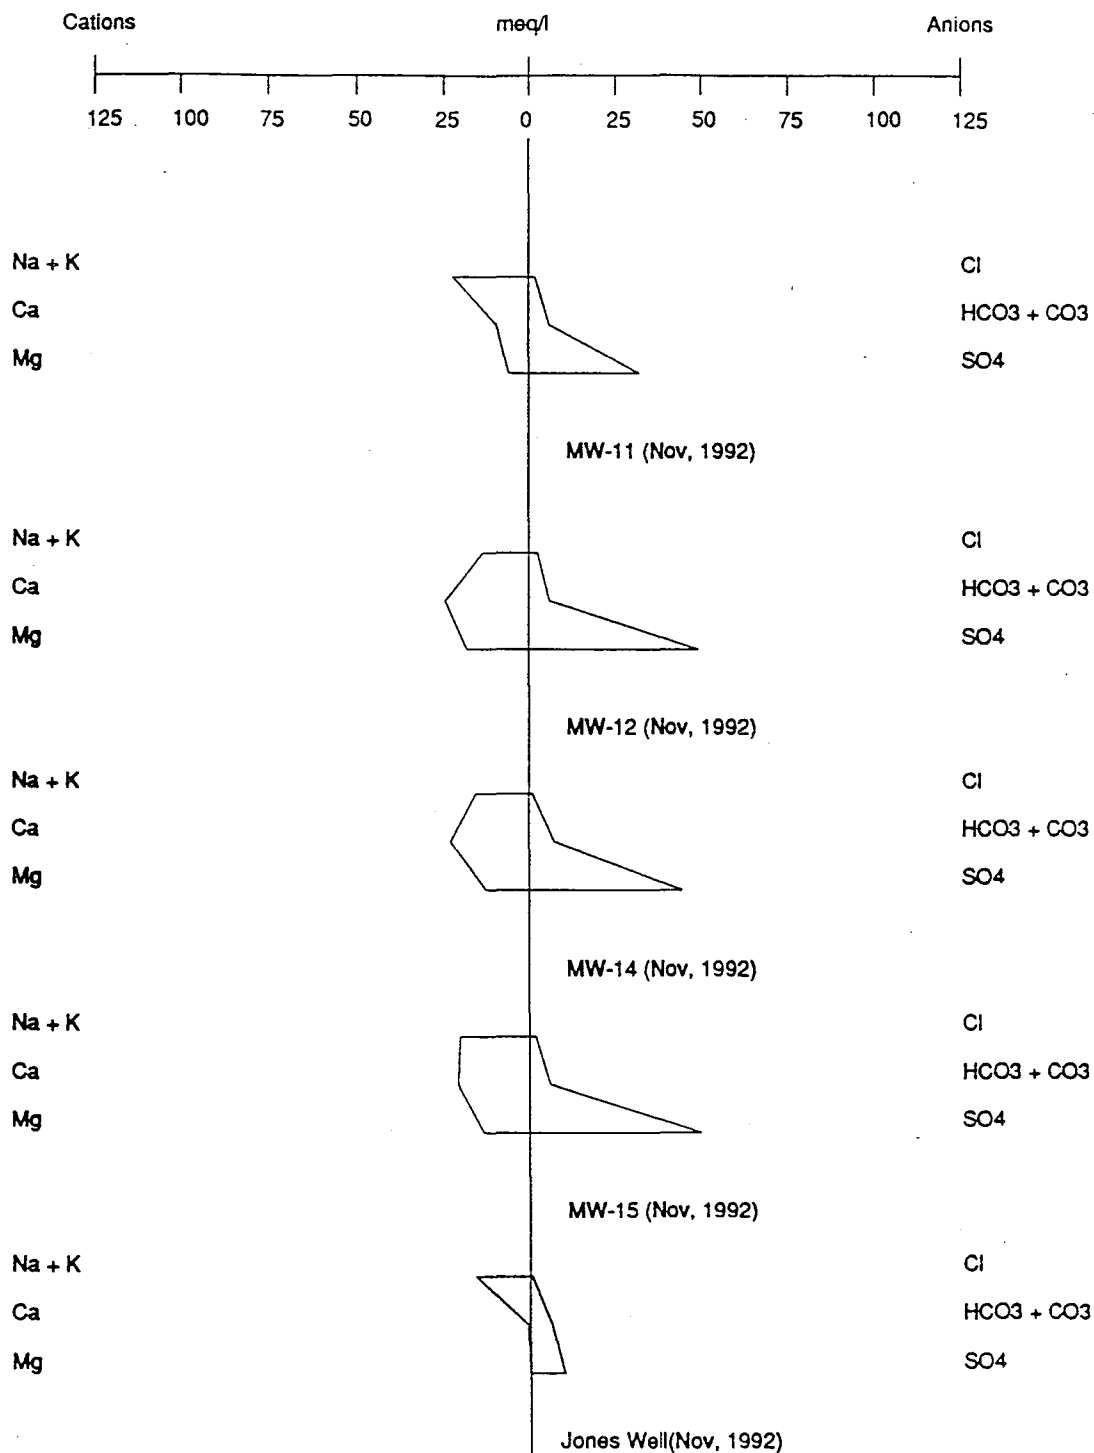 Cations meq/l Anions
125 100 75 50 25 0 25 50 75 100 125
Na + K Cl
Ca HCO3 + CO3
Mg SO4
MW-11 (Nov, 1992)
Na + K Cl
Ca HCO3 + CO3
Mg SO4
MW-12 (Nov, 1992)
Na + K Cl
Ca HCO3 + CO3
Mg SO4
MW-14 (Nov, 1992)
Na + K Cl
Ca HCO3 + CO3
Mg SO4
MW-15 (Nov, 1992)
Na + K Cl
Ca HCO3 + CO3
Mg SO4
Jones Well(Nov, 1992)